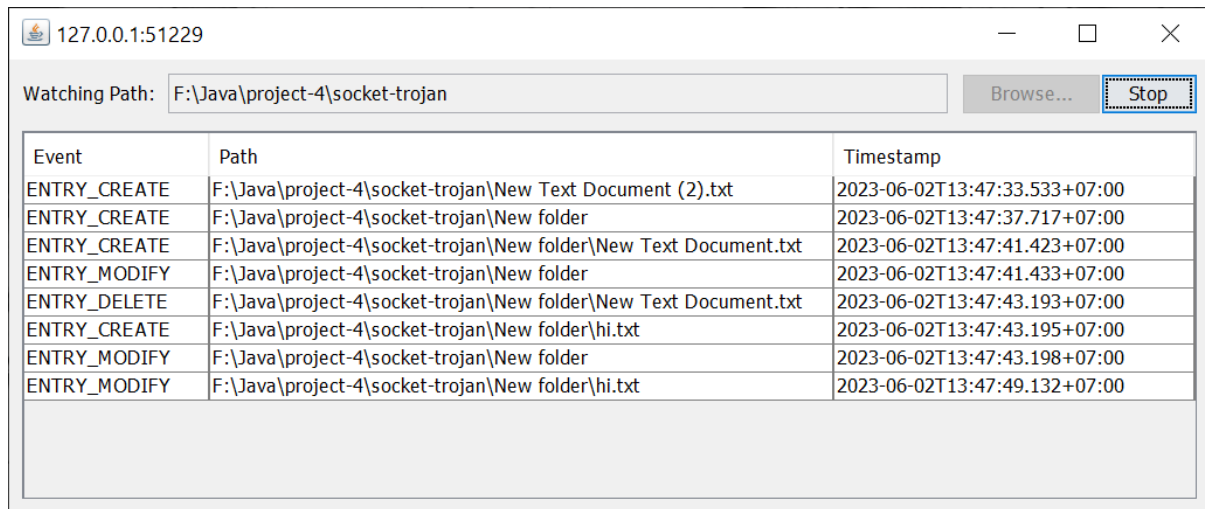 127.0.0.1:51229
Watching Path: F:\Java\project-4\socket-trojan Browse... Stop
Event Path Timestamp
ENTRY_CREATE F:\Java\project-4\socket-trojan\New Text Document (2).txt 2023-06-02T13:47:33.533+07:00
ENTRY_CREATE F:\Java\project-4\socket-trojan\New folder 2023-06-02T13:47:37.717+07:00
ENTRY_CREATE F:\Java\project-4\socket-trojan\New folder\New Text Document.txt 2023-06-02T13:47:41.423+07:00
ENTRY_MODIFY F:\Java\project-4\socket-trojan\New folder 2023-06-02T13:47:41.433+07:00
ENTRY_DELETE F:\Java\project-4\socket-trojan\New folder\New Text Document.txt 2023-06-02T13:47:43.193+07:00
ENTRY_CREATE F:\Java\project-4\socket-trojan\New folder\hi.txt 2023-06-02T13:47:43.195+07:00
ENTRY_MODIFY F:\Java\project-4\socket-trojan\New folder 2023-06-02T13:47:43.198+07:00
ENTRY_MODIFY F:\Java\project-4\socket-trojan\New folder\hi.txt 2023-06-02T13:47:49.132+07:00